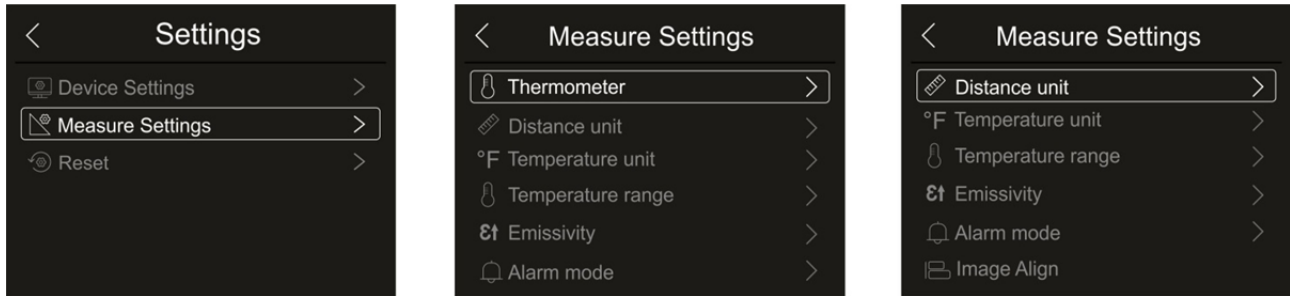 Settings
Device Settings
Measure Settings
Reset
Measure Settings
Thermometer
Distance unit
°F Temperature unit
Temperature range
Ɛ† Emissivity
Alarm mode
Measure Settings
Distance unit
°F Temperature unit
Temperature range
Ɛ† Emissivity
Alarm mode
Image Align